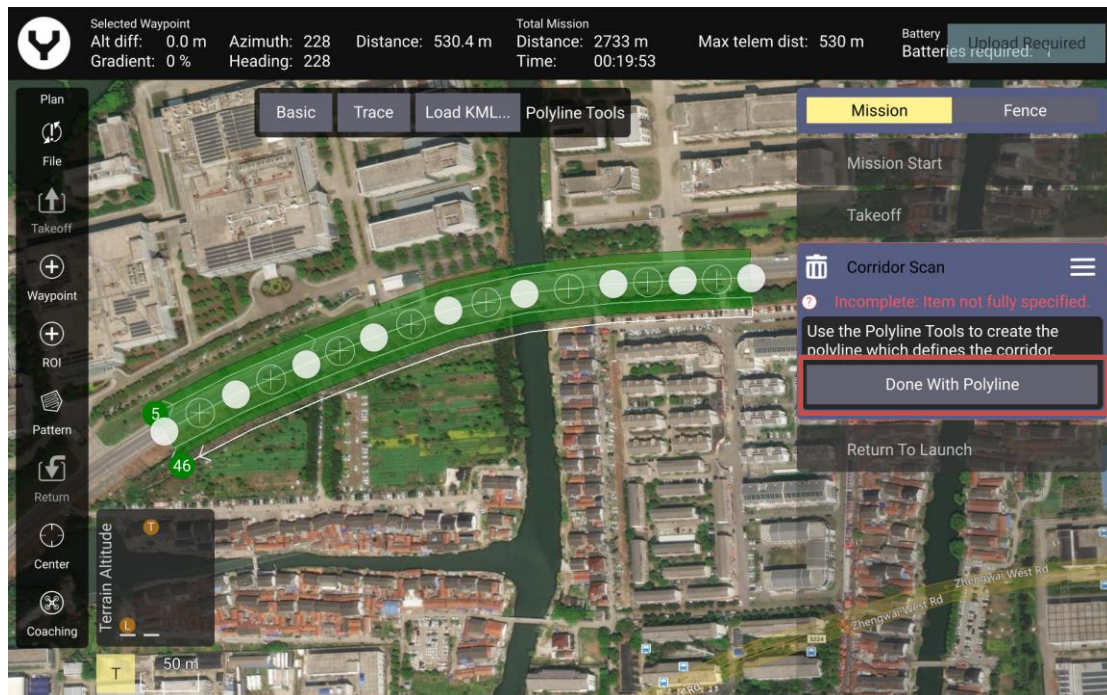 Selected Waypoint
Alt diff: 0.0 m Azimuth: 228 Distance: 530.4 m
Gradient: 0 % Heading: 228
Total Mission
Distance: 2733 m Max telem dist: 530 m
Time: 00:19:53
Battery
Batteries required:
Upload Required
Plan
File
Takeoff
Waypoint
ROI
Pattern
Return
Center
Coaching
Basic
Trace
Load KML...
Polyline Tools
Mission
Fence
Mission Start
Takeoff
Corridor Scan
? Incomplete: Item not fully specified.
Use the Polyline Tools to create the
polyline which defines the corridor.
Done With Polyline
Return To Launch
5
46
Terrain Altitude
T
L
T
50 m
Zhengwai West Rd
Zhengwai West Rd
S224